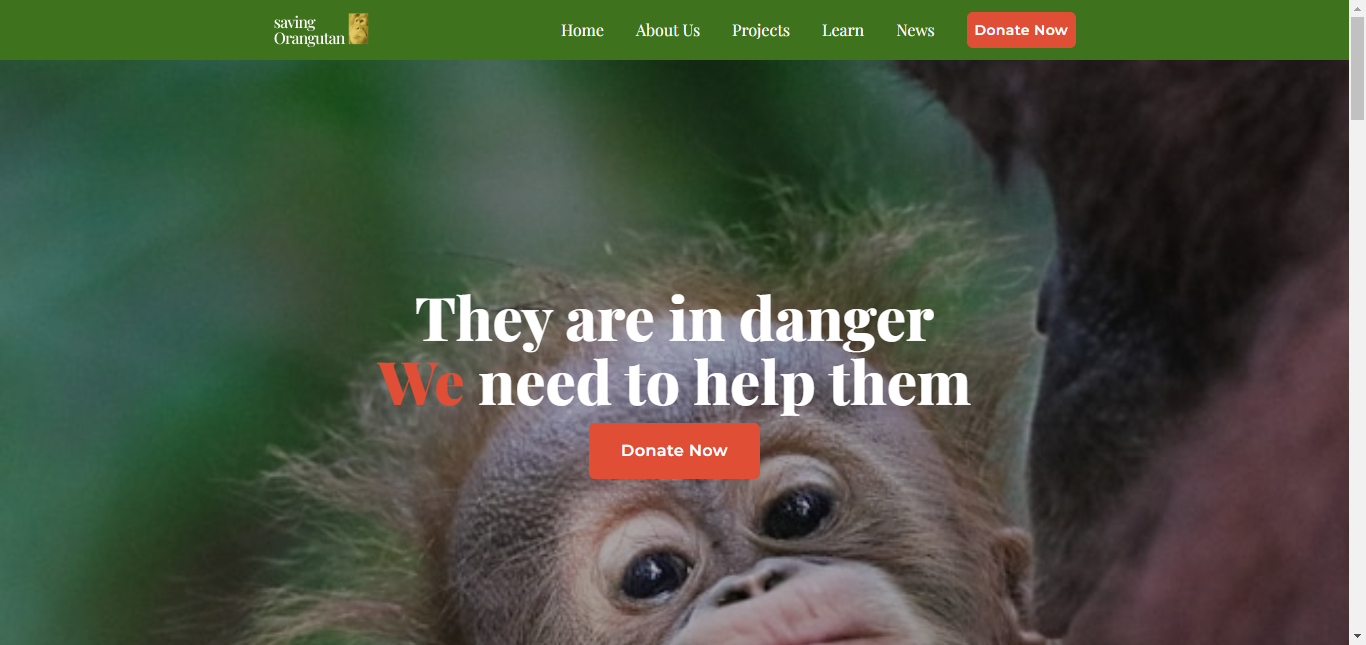 saving
Orangutan
Home
About Us
Projects
Learn
News
Donate Now
They are in danger
We need to help them
Donate Now